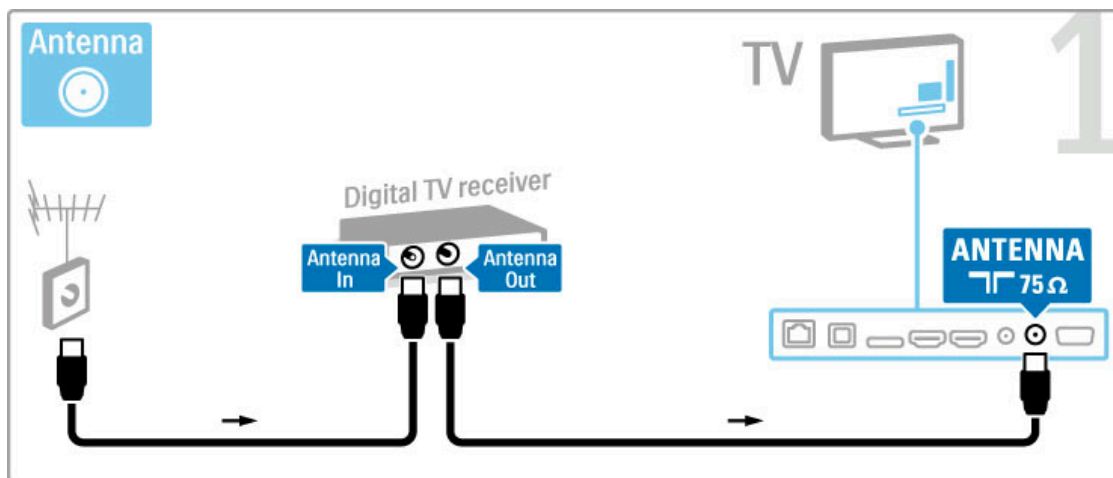 Antenna
TV
1
Digital TV receiver
Antenna
In
Antenna
Out
ANTENNA
75 Ω